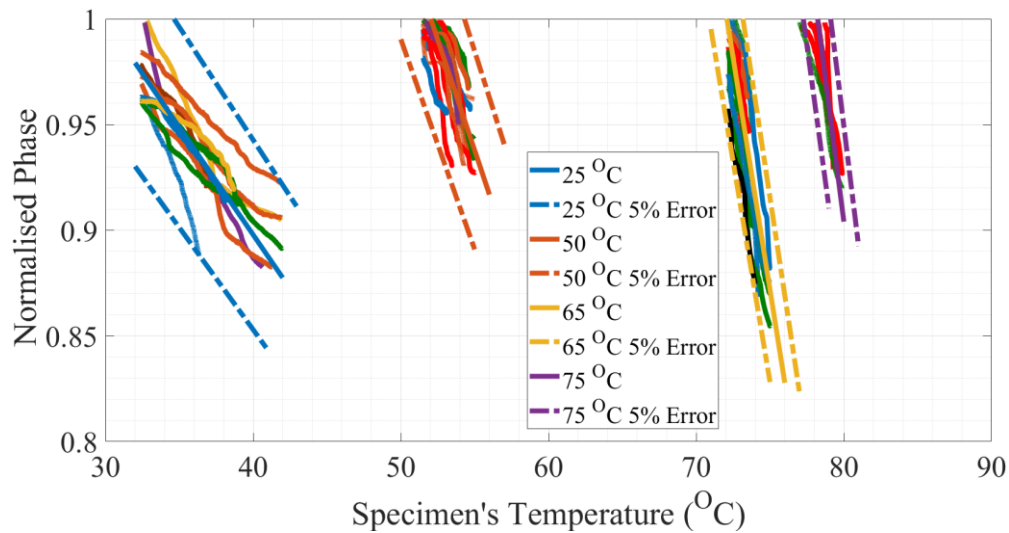 1
0.95
0.9
0.85
0.8
Normalised Phase
25 ᴼC
25 ᴼC 5% Error
50 ᴼC
50 ᴼC 5% Error
65 ᴼC
65 ᴼC 5% Error
75 ᴼC
75 ᴼC 5% Error
30 40 50 60 70 80 90
Specimen's Temperature (ᴼC)